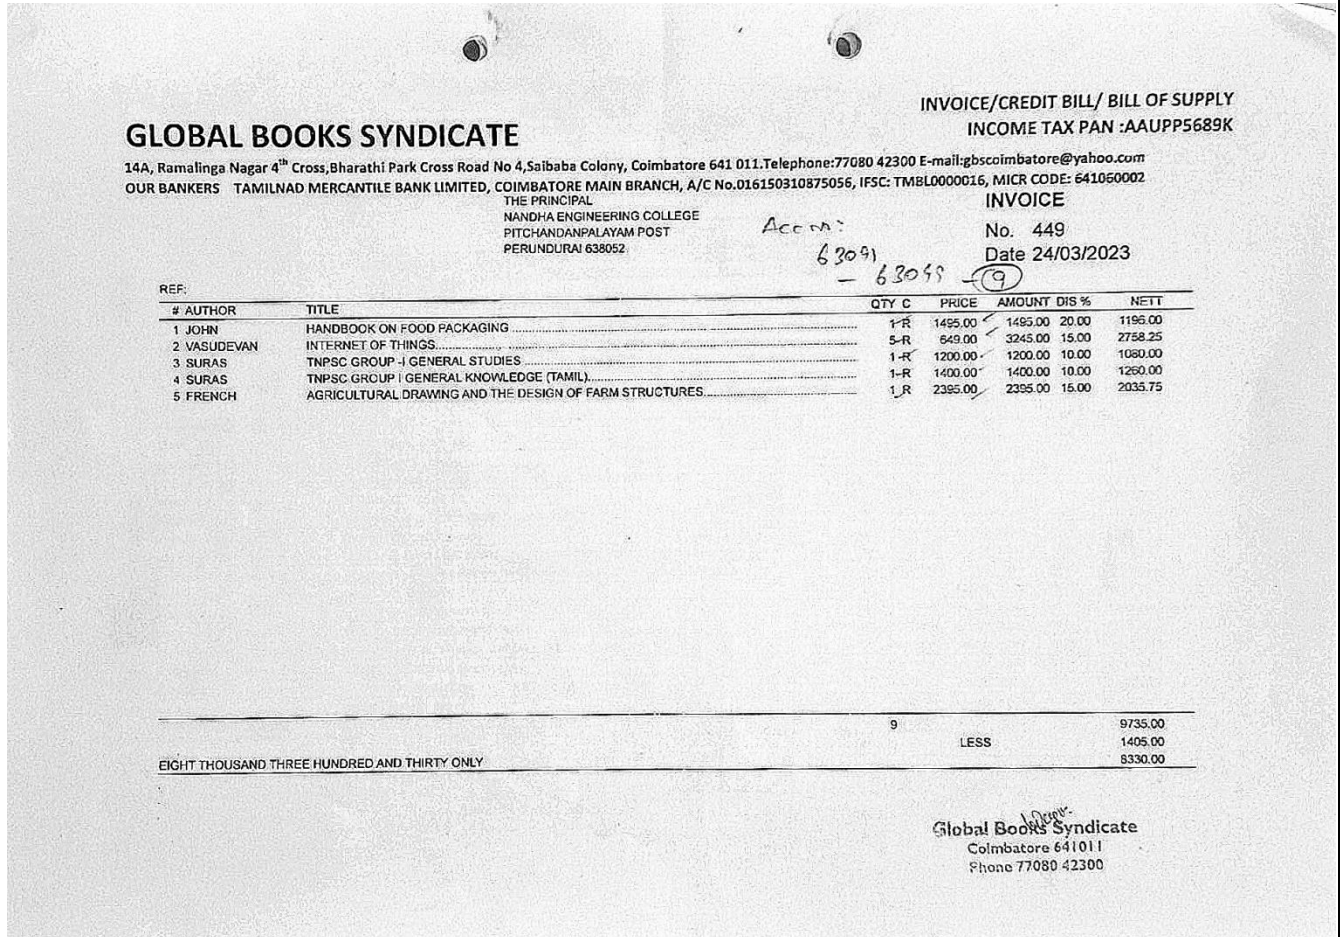 INVOICE/CREDIT BILL/ BILL OF SUPPLY
GLOBAL BOOKS SYNDICATE
INCOME TAX PAN :AAUPP5689K
14A, Ramalinga Nagar 4th Cross,Bharathi Park Cross Road No 4,Saibaba Colony, Coimbatore 641 011.Telephone:77080 42300 E-mail:gbscoimbatore@yahoo.com
OUR BANKERS TAMILNAD MERCANTILE BANK LIMITED, COIMBATORE MAIN BRANCH, A/C No.016150310875056, IFSC: TMBL0000016, MICR CODE: 641060002
THE PRINCIPAL
NANDHA ENGINEERING COLLEGE
PITCHANDANPALAYAM POST
PERUNDURAI 638052
INVOICE
No. 449
Date 24/03/2023
63091
- 63099 - 9
REF:
# AUTHOR TITLE QTY C PRICE AMOUNT DIS % NETT
1 JOHN HANDBOOK ON FOOD PACKAGING 1-R 1495.00 1495.00 20.00 1196.00
2 VASUDEVAN INTERNET OF THINGS 5-R 649.00 3245.00 15.00 2758.25
3 SURAS TNPSC GROUP -I GENERAL STUDIES 1-R 1200.00 1200.00 10.00 1080.00
4 SURAS TNPSC GROUP I GENERAL KNOWLEDGE (TAMIL) 1-R 1400.00 1400.00 10.00 1260.00
5 FRENCH AGRICULTURAL DRAWING AND THE DESIGN OF FARM STRUCTURES 1 R 2395.00 2395.00 15.00 2035.75
9 9735.00
LESS 1405.00
EIGHT THOUSAND THREE HUNDRED AND THIRTY ONLY 8330.00
Global Books Syndicate
Coimbatore 641011
Phone 77080 42300